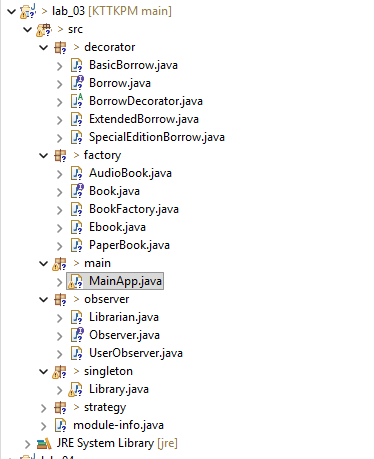 > lab_03 [KTTKPM main]
> src
> decorator
BasicBorrow.java
Borrow.java
BorrowDecorator.java
ExtendedBorrow.java
SpecialEditionBorrow.java
> factory
AudioBook.java
Book.java
BookFactory.java
Ebook.java
PaperBook.java
> main
MainApp.java
> observer
Librarian.java
Observer.java
UserObserver.java
> singleton
Library.java
> strategy
module-info.java
JRE System Library [jre]